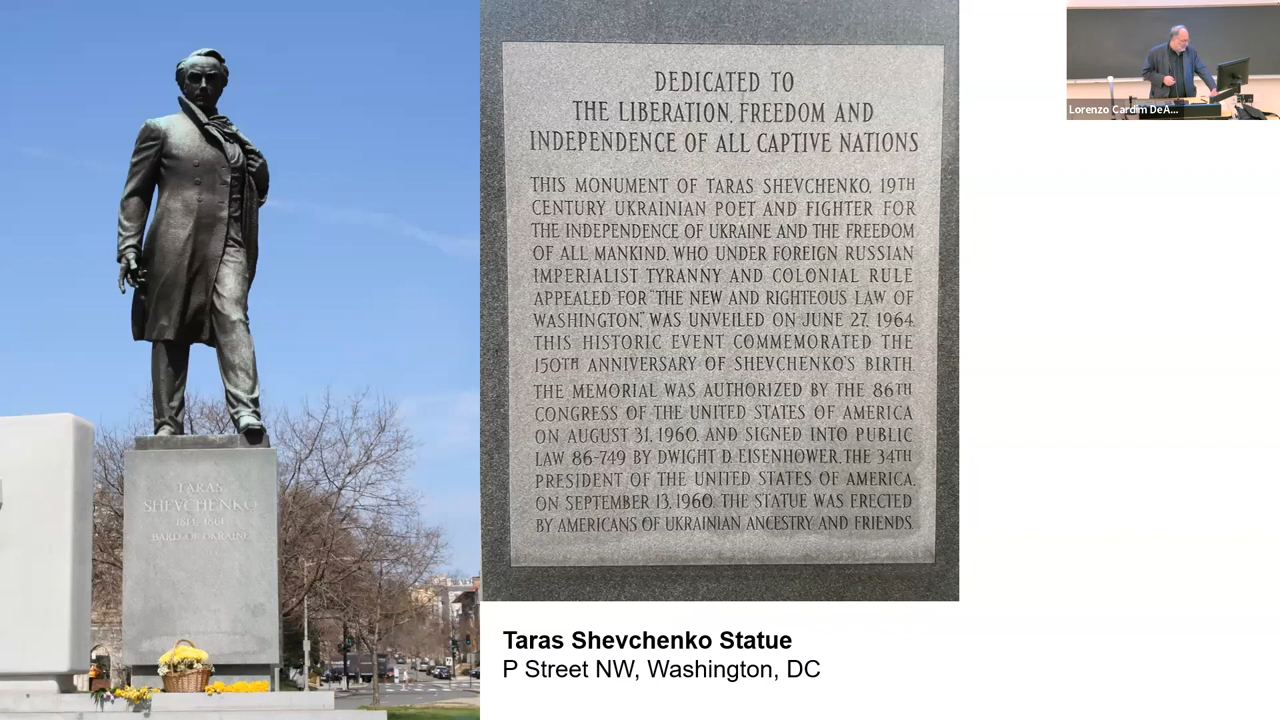 TARAS
SHEVCHENKO
1814-1861
BARD OF UKRAINE
DEDICATED TO
THE LIBERATION, FREEDOM AND
INDEPENDENCE OF ALL CAPTIVE NATIONS
THIS MONUMENT OF TARAS SHEVCHENKO, 19TH
CENTURY UKRAINIAN POET AND FIGHTER FOR
THE INDEPENDENCE OF UKRAINE AND THE FREEDOM
OF ALL MANKIND, WHO UNDER FOREIGN RUSSIAN
IMPERIALIST TYRANNY AND COLONIAL RULE
APPEALED FOR "THE NEW AND RIGHTEOUS LAW OF
WASHINGTON," WAS UNVEILED ON JUNE 27, 1964.
THIS HISTORIC EVENT COMMEMORATED THE
150TH ANNIVERSARY OF SHEVCHENKO'S BIRTH.
THE MEMORIAL WAS AUTHORIZED BY THE 86TH
CONGRESS OF THE UNITED STATES OF AMERICA
ON AUGUST 31, 1960, AND SIGNED INTO PUBLIC
LAW 86-749 BY DWIGHT D. EISENHOWER, THE 34TH
PRESIDENT OF THE UNITED STATES OF AMERICA,
ON SEPTEMBER 13, 1960. THE STATUE WAS ERECTED
BY AMERICANS OF UKRAINIAN ANCESTRY AND FRIENDS.
Taras Shevchenko Statue
P Street NW, Washington, DC
Lorenzo Cardim DeA...